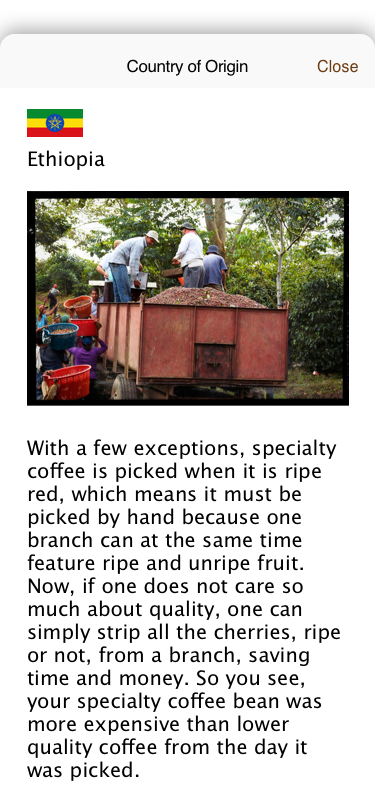 Country of Origin
Close
Ethiopia
With a few exceptions, specialty
coffee is picked when it is ripe
red, which means it must be
picked by hand because one
branch can at the same time
feature ripe and unripe fruit.
Now, if one does not care so
much about quality, one can
simply strip all the cherries, ripe
or not, from a branch, saving
time and money. So you see,
your specialty coffee bean was
more expensive than lower
quality coffee from the day it
was picked.